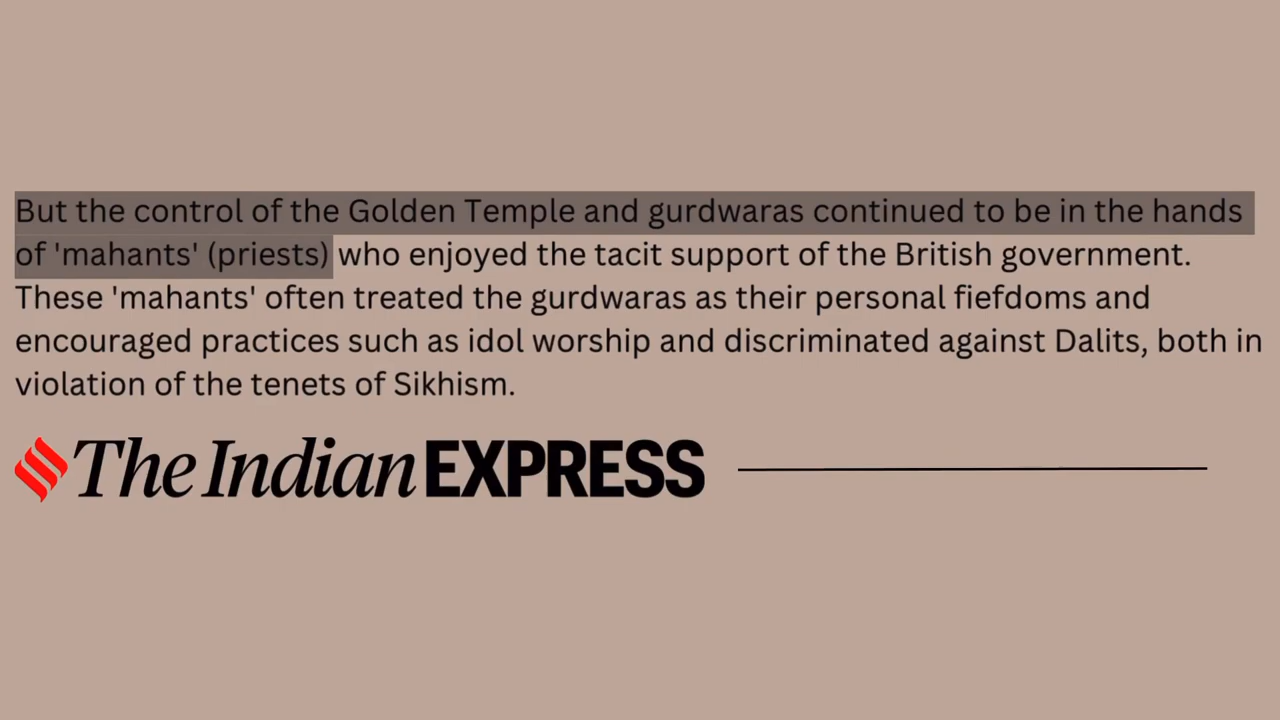 But the control of the Golden Temple and gurdwaras continued to be in the hands
of 'mahants' (priests) who enjoyed the tacit support of the British government.
These 'mahants' often treated the gurdwaras as their personal fiefdoms and
encouraged practices such as idol worship and discriminated against Dalits, both in
violation of the tenets of Sikhism.
The Indian EXPRESS